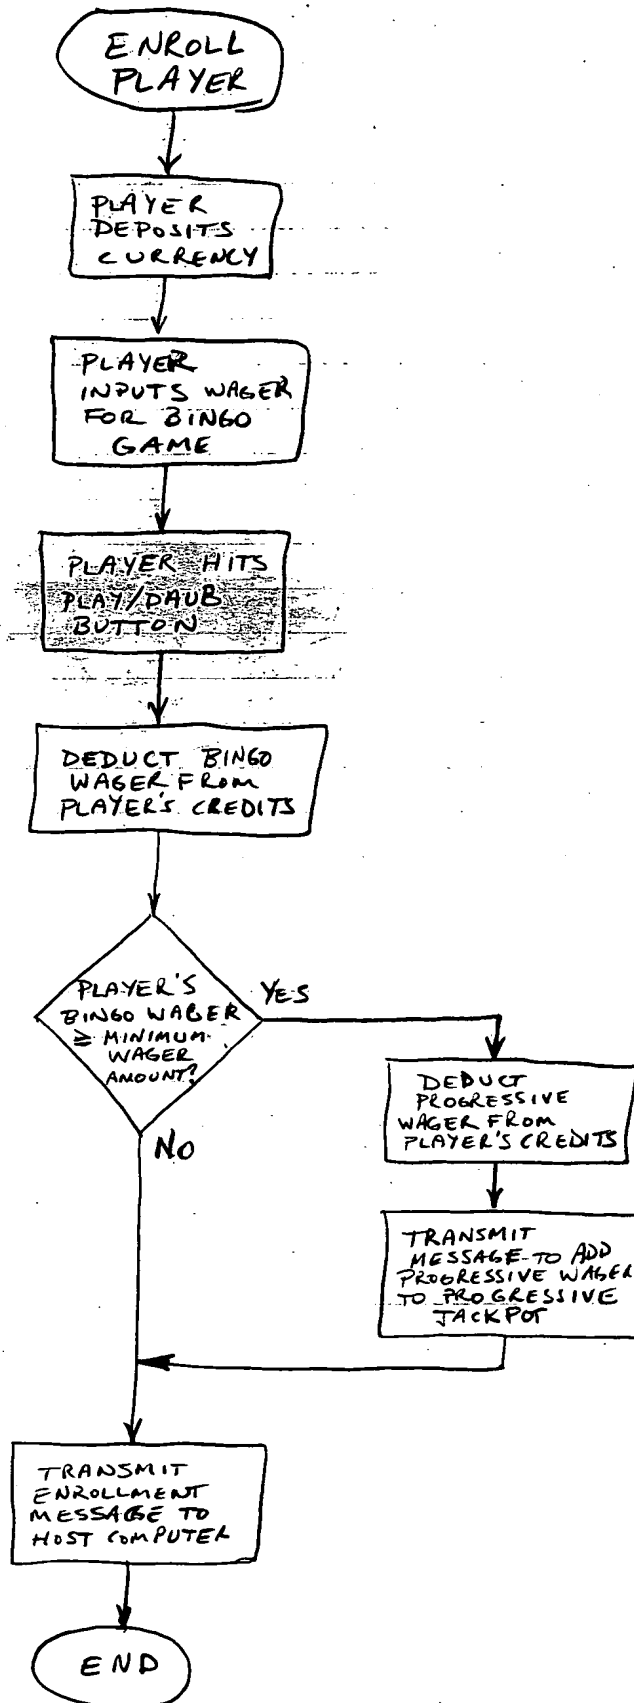 ENROLL
PLAYER
PLAYER
DEPOSITS
CURRENCY
PLAYER
INPUTS WAGER
FOR BINGO
GAME
PLAYER HITS
PLAY/DAUB
BUTTON
DEDUCT BINGO
WAGER FROM
PLAYER'S CREDITS
PLAYER'S
BINGO WAGER
≥ MINIMUM
WAGER
AMOUNT?
YES
NO
DEDUCT
PROGRESSIVE
WAGER FROM
PLAYER'S CREDITS
TRANSMIT
MESSAGE TO ADD
PROGRESSIVE WAGER
TO PROGRESSIVE
JACKPOT
TRANSMIT
ENROLLMENT
MESSAGE TO
HOST COMPUTER
END